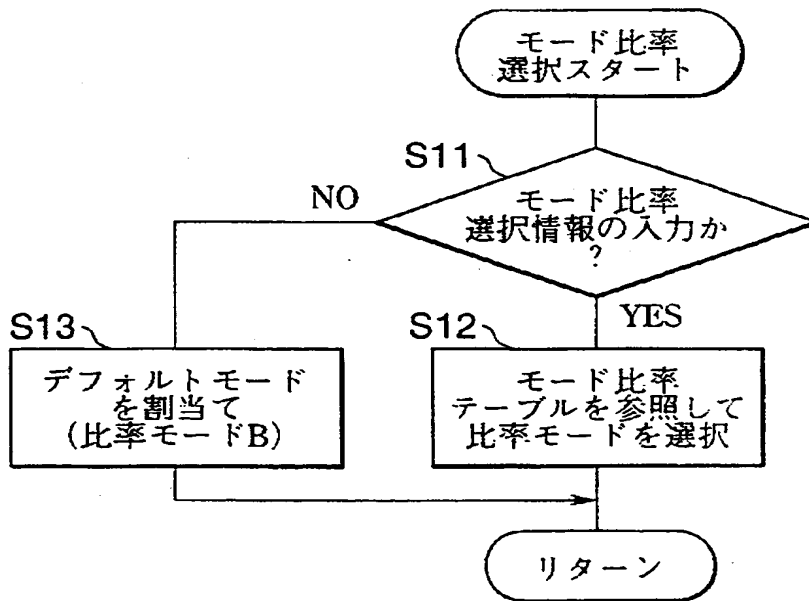 モード比率
選択スタート
S11
モード比率
選択情報の入力か
?
NO
YES
S13
デフォルトモード
を割当て
(比率モードB)
S12
モード比率
テーブルを参照して
比率モードを選択
リターン